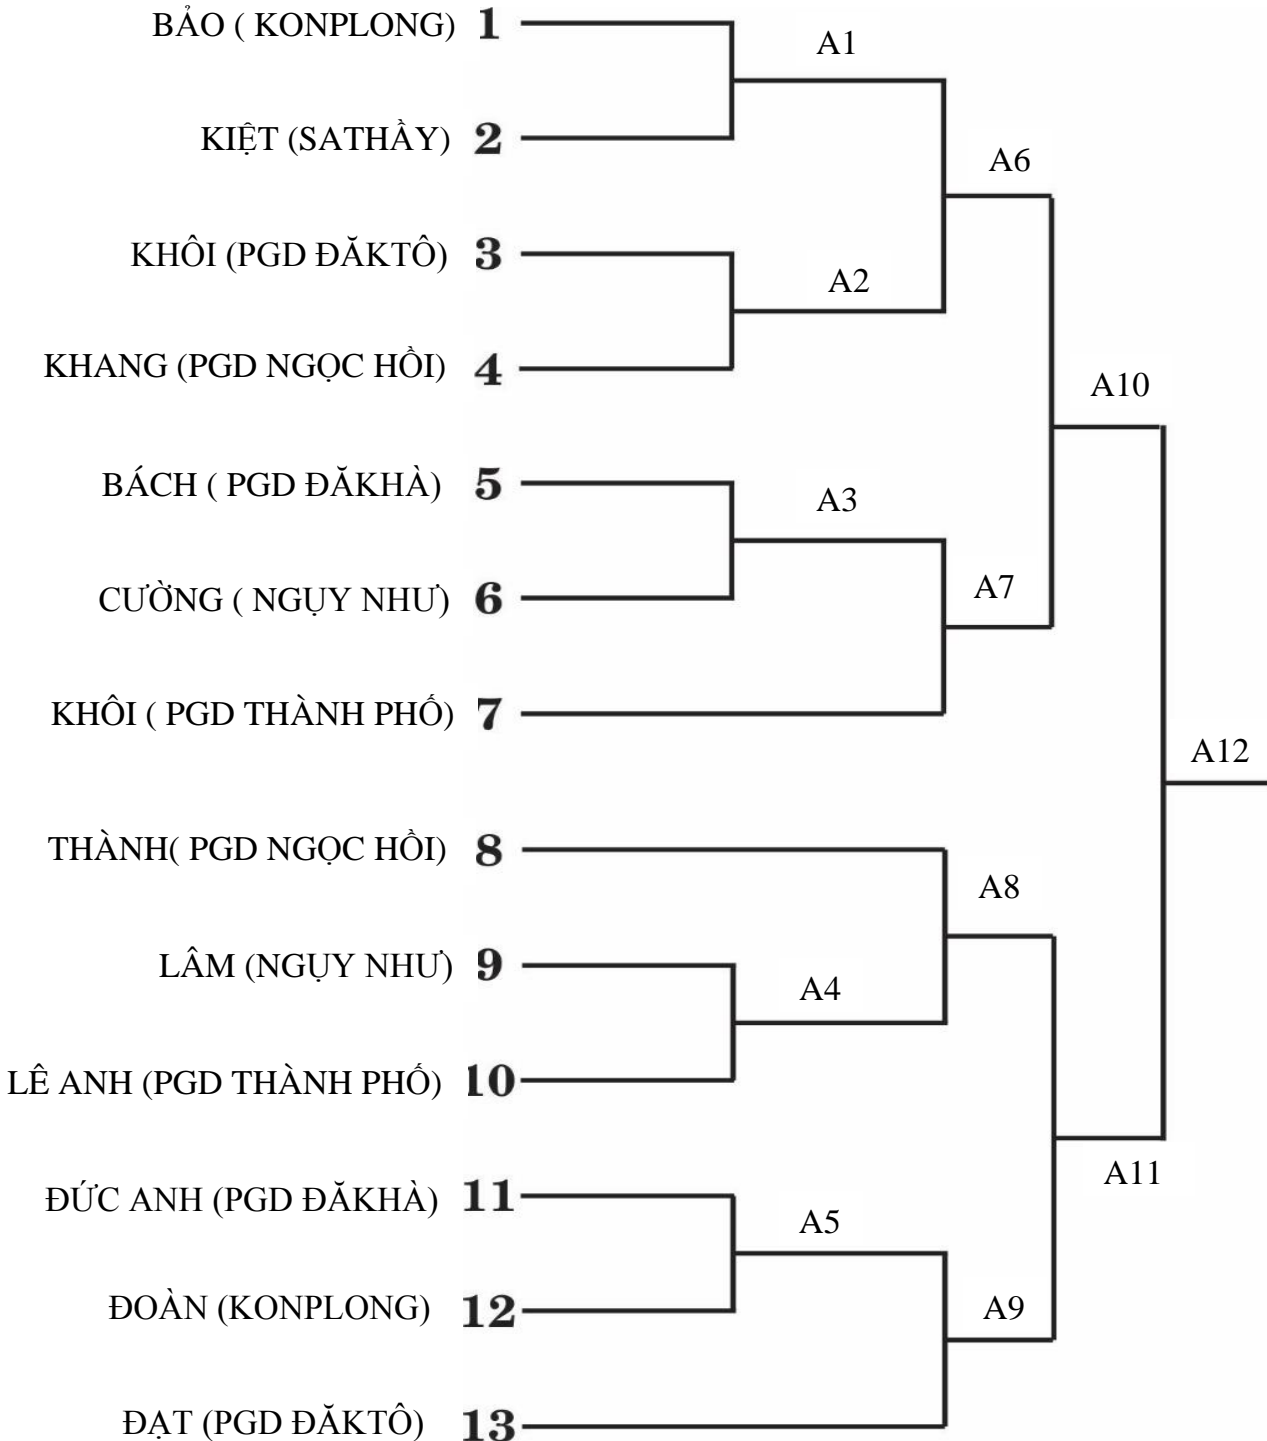 BẢO ( KONPLONG) 1
A1
KIỆT (SATHẦY) 2
A6
KHÔI (PGD ĐĂKTÔ) 3
A2
KHANG (PGD NGỌC HỒI) 4
A10
BÁCH ( PGD ĐĂKHÀ) 5
A3
CƯỜNG ( NGỤY NHƯ) 6
A7
KHÔI ( PGD THÀNH PHỐ) 7
A12
THÀNH( PGD NGỌC HỒI) 8
A8
LÂM (NGỤY NHƯ) 9
A4
LÊ ANH (PGD THÀNH PHỐ) 10
A11
ĐỨC ANH (PGD ĐĂKHÀ) 11
A5
ĐOÀN (KONPLONG) 12
A9
ĐẠT (PGD ĐĂKTÔ) 13